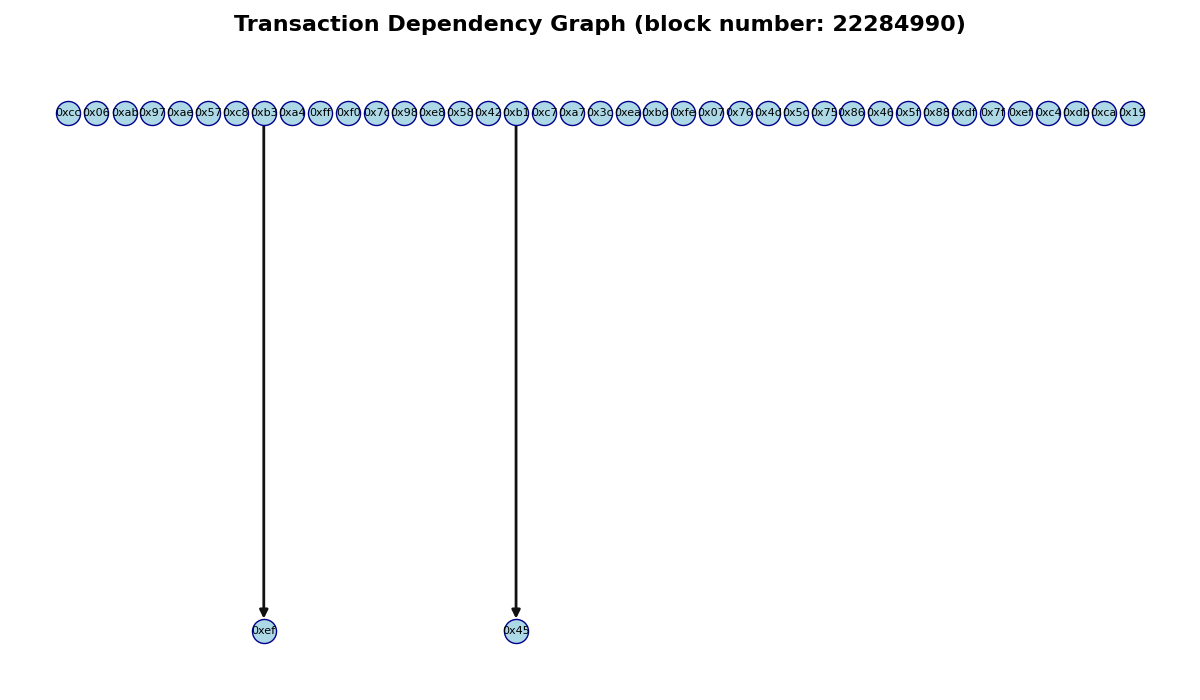 Transaction Dependency Graph (block number: 22284990)
0xcc 0x06 0xab 0x97 0xae 0x57 0xc8 0xb3 0xa4 0xff 0xf0 0x7c 0x98 0xe8 0x58 0x42 0xb1 0xc7 0xa7 0x3c 0xea 0xbd 0xfe 0x07 0x76 0x4d 0x5c 0x75 0x86 0x46 0x5f 0x88 0xdf 0x7f 0xef 0xc4 0xdb 0xca 0x19
0xef 0x45